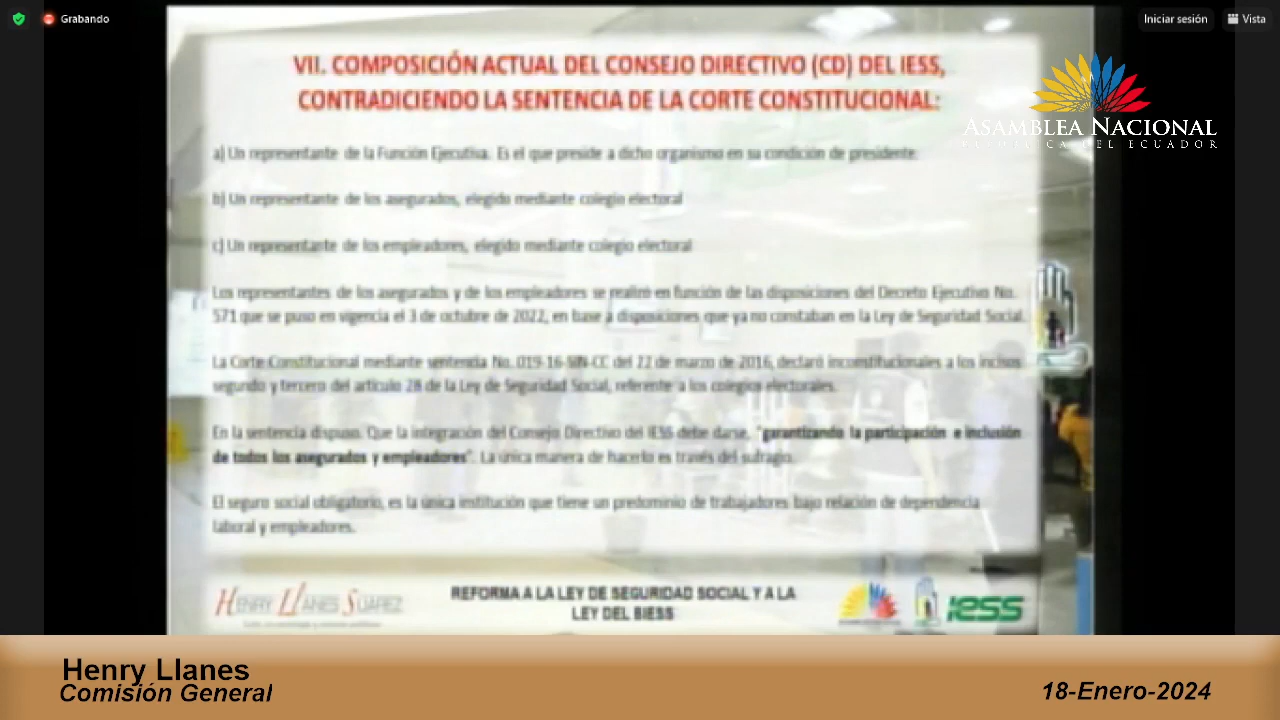 Grabando
Iniciar sesión
Vista
VII. COMPOSICIÓN ACTUAL DEL CONSEJO DIRECTIVO (CD) DEL IESS,
CONTRADICIENDO LA SENTENCIA DE LA CORTE CONSTITUCIONAL:
ASAMBLEA NACIONAL
REPÚBLICA DEL ECUADOR
a) Un representante de la Función Ejecutiva. Es el que preside a dicho organismo en su condición de presidente.
b) Un representante de los asegurados, elegido mediante colegio electoral
c) Un representante de los empleadores, elegido mediante colegio electoral
Los representantes de los asegurados y de los empleadores se realizó en función de las disposiciones del Decreto Ejecutivo No.
571 que se puso en vigencia el 3 de octubre de 2022, en base a disposiciones que ya no constaban en la Ley de Seguridad Social.
La Corte Constitucional mediante sentencia No. 019-16-SIN-CC del 22 de marzo de 2016, declaró inconstitucionales a los incisos
segundo y tercero del artículo 28 de la Ley de Seguridad Social, referente a los colegios electorales.
En la sentencia dispuso. Que la integración del Consejo Directivo del IESS debe darse, "garantizando la participación e inclusión
de todos los asegurados y empleadores". La única manera de hacerlo es través del sufragio.
El seguro social obligatorio, es la única institución que tiene un predominio de trabajadores bajo relación de dependencia
laboral y empleadores.
HENRY LLANES SUÁREZ
REFORMA A LA LEY DE SEGURIDAD SOCIAL Y A LA
LEY DEL BIESS
IESS
Henry Llanes
Comisión General
18-Enero-2024